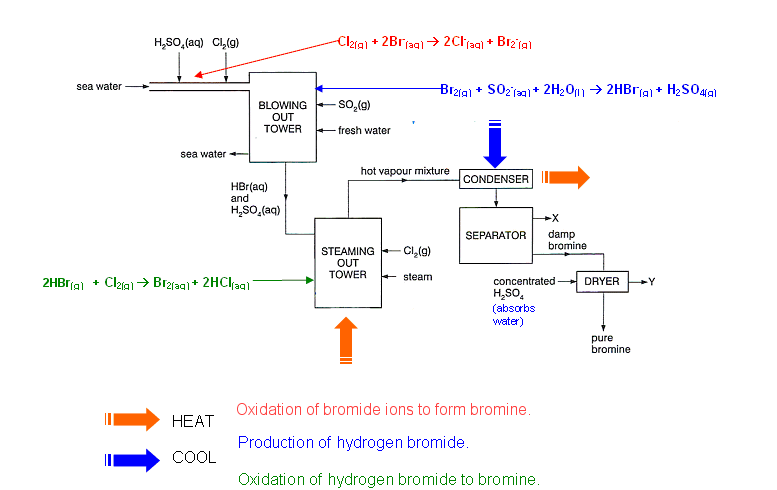 Cl₂(g) + 2Br⁻(aq) → 2Cl⁻(aq) + Br₂⁻(g)
H₂SO₄(aq) Cl₂(g)
sea water
Br₂(g) + SO₂⁻(aq) + 2H₂O(l) → 2HBr⁻(g) + H₂SO₄(g)
BLOWING
OUT
TOWER
SO₂(g)
fresh water
sea water
hot vapour mixture
CONDENSER
HBr(aq)
and
H₂SO₄(aq)
X
SEPARATOR
damp
bromine
STEAMING
OUT
TOWER
Cl₂(g)
steam
2HBr(g) + Cl₂(g) → Br₂(aq) + 2HCl(aq)
concentrated
H₂SO₄
(absorbs
water)
DRYER
Y
pure
bromine
HEAT
Oxidation of bromide ions to form bromine.
COOL
Production of hydrogen bromide.
Oxidation of hydrogen bromide to bromine.